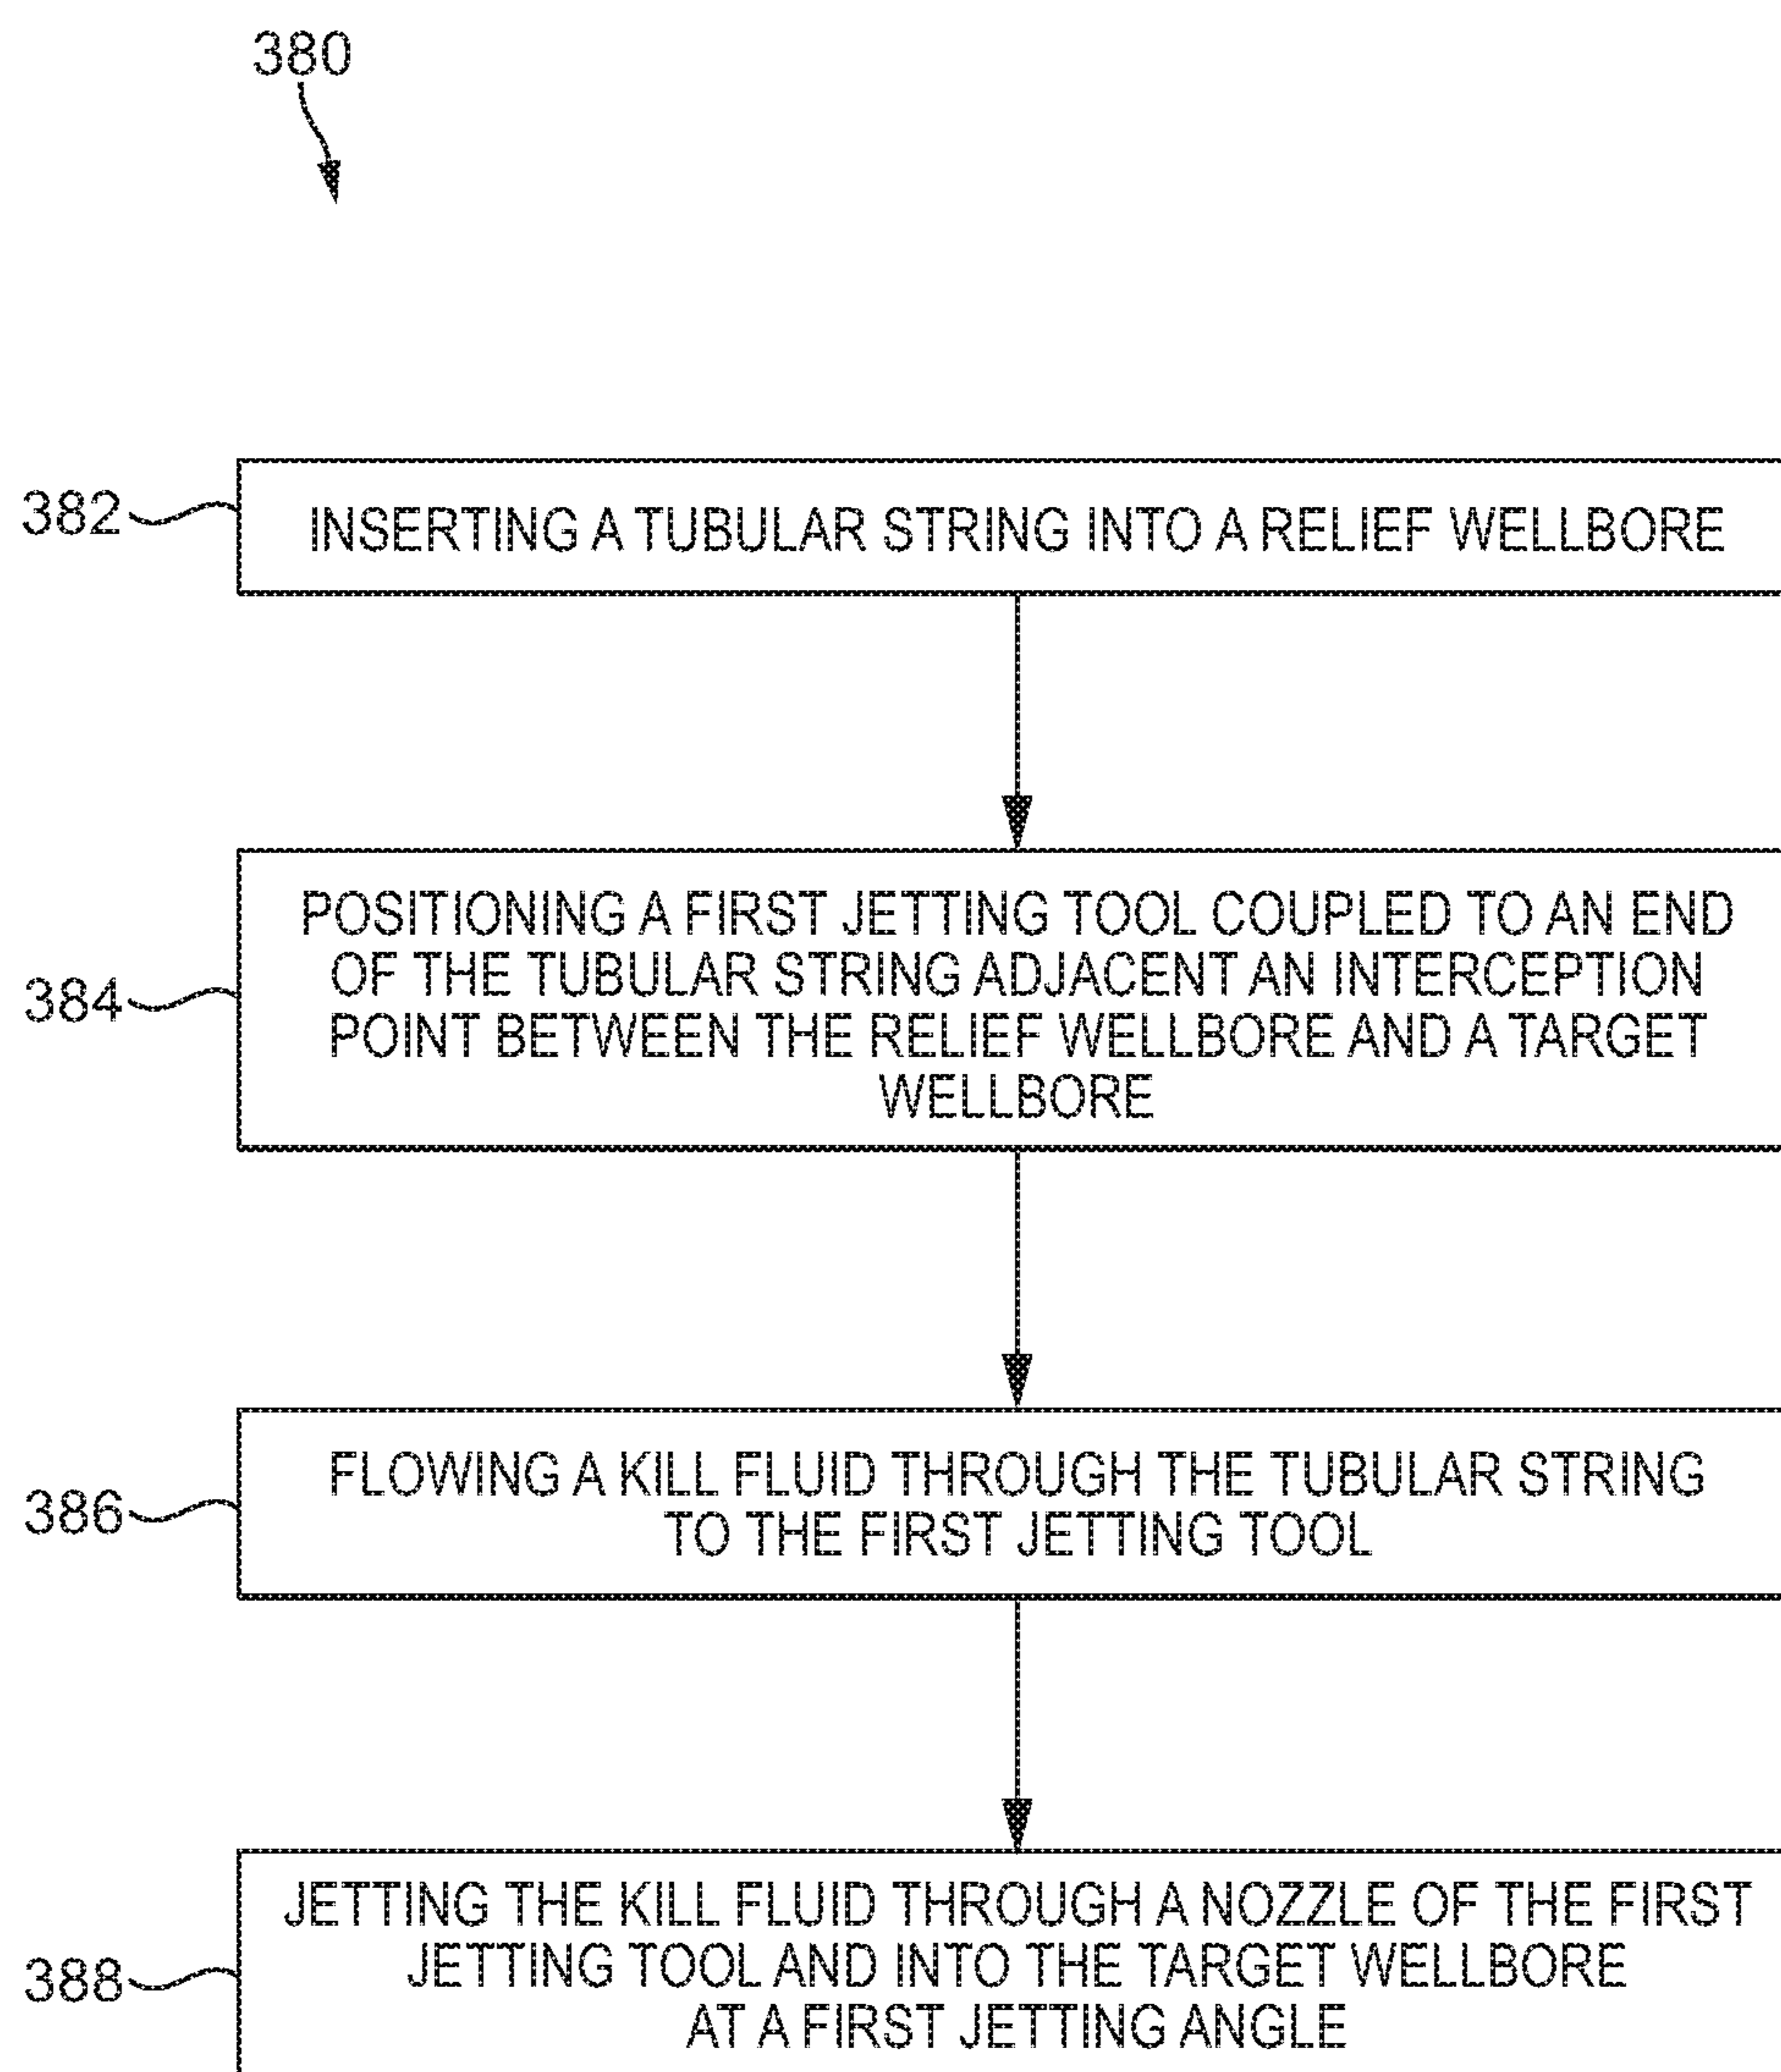 380
382
INSERTING A TUBULAR STRING INTO A RELIEF WELLBORE
384
POSITIONING A FIRST JETTING TOOL COUPLED TO AN END
OF THE TUBULAR STRING ADJACENT AN INTERCEPTION
POINT BETWEEN THE RELIEF WELLBORE AND A TARGET
WELLBORE
386
FLOWING A KILL FLUID THROUGH THE TUBULAR STRING
TO THE FIRST JETTING TOOL
388
JETTING THE KILL FLUID THROUGH A NOZZLE OF THE FIRST
JETTING TOOL AND INTO THE TARGET WELLBORE
AT A FIRST JETTING ANGLE